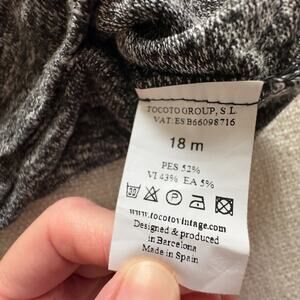 TOCOTO GROUP, S.L.
VAT: ES B66098716
18 m
PES 52%
VI 43% EA 5%
30
P
www.tocotovintage.com
Designed & produced
in Barcelona
Made in Spain